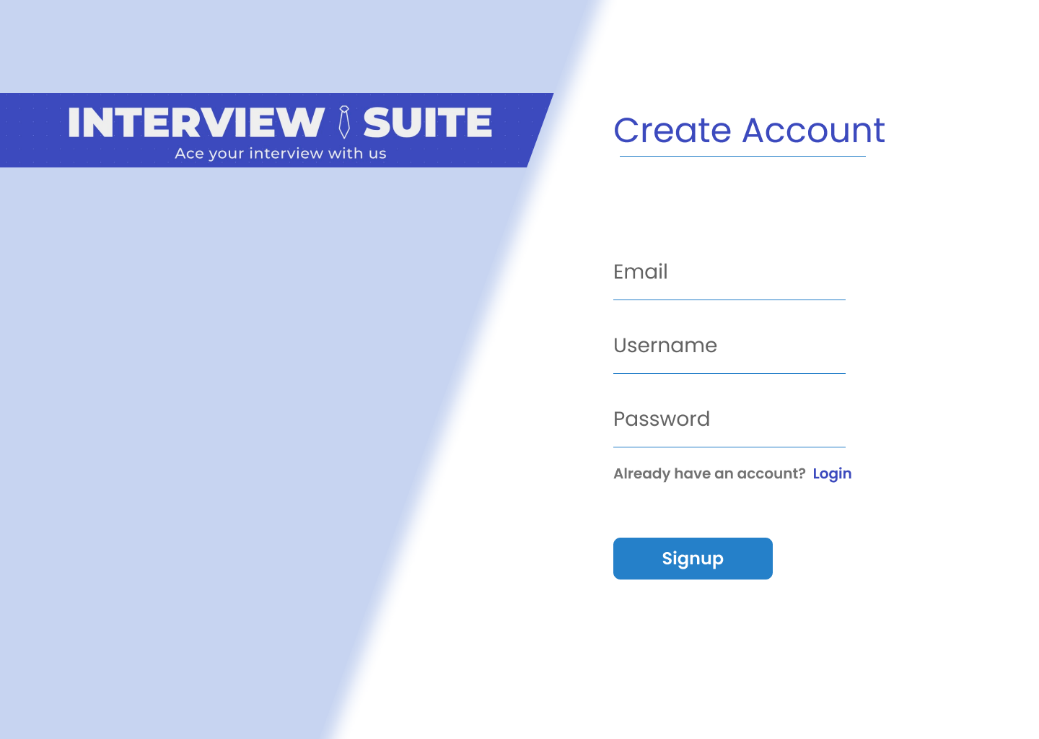 INTERVIEW SUITE
Ace your interview with us
Create Account
Email
Username
Password
Already have an account? Login
Signup